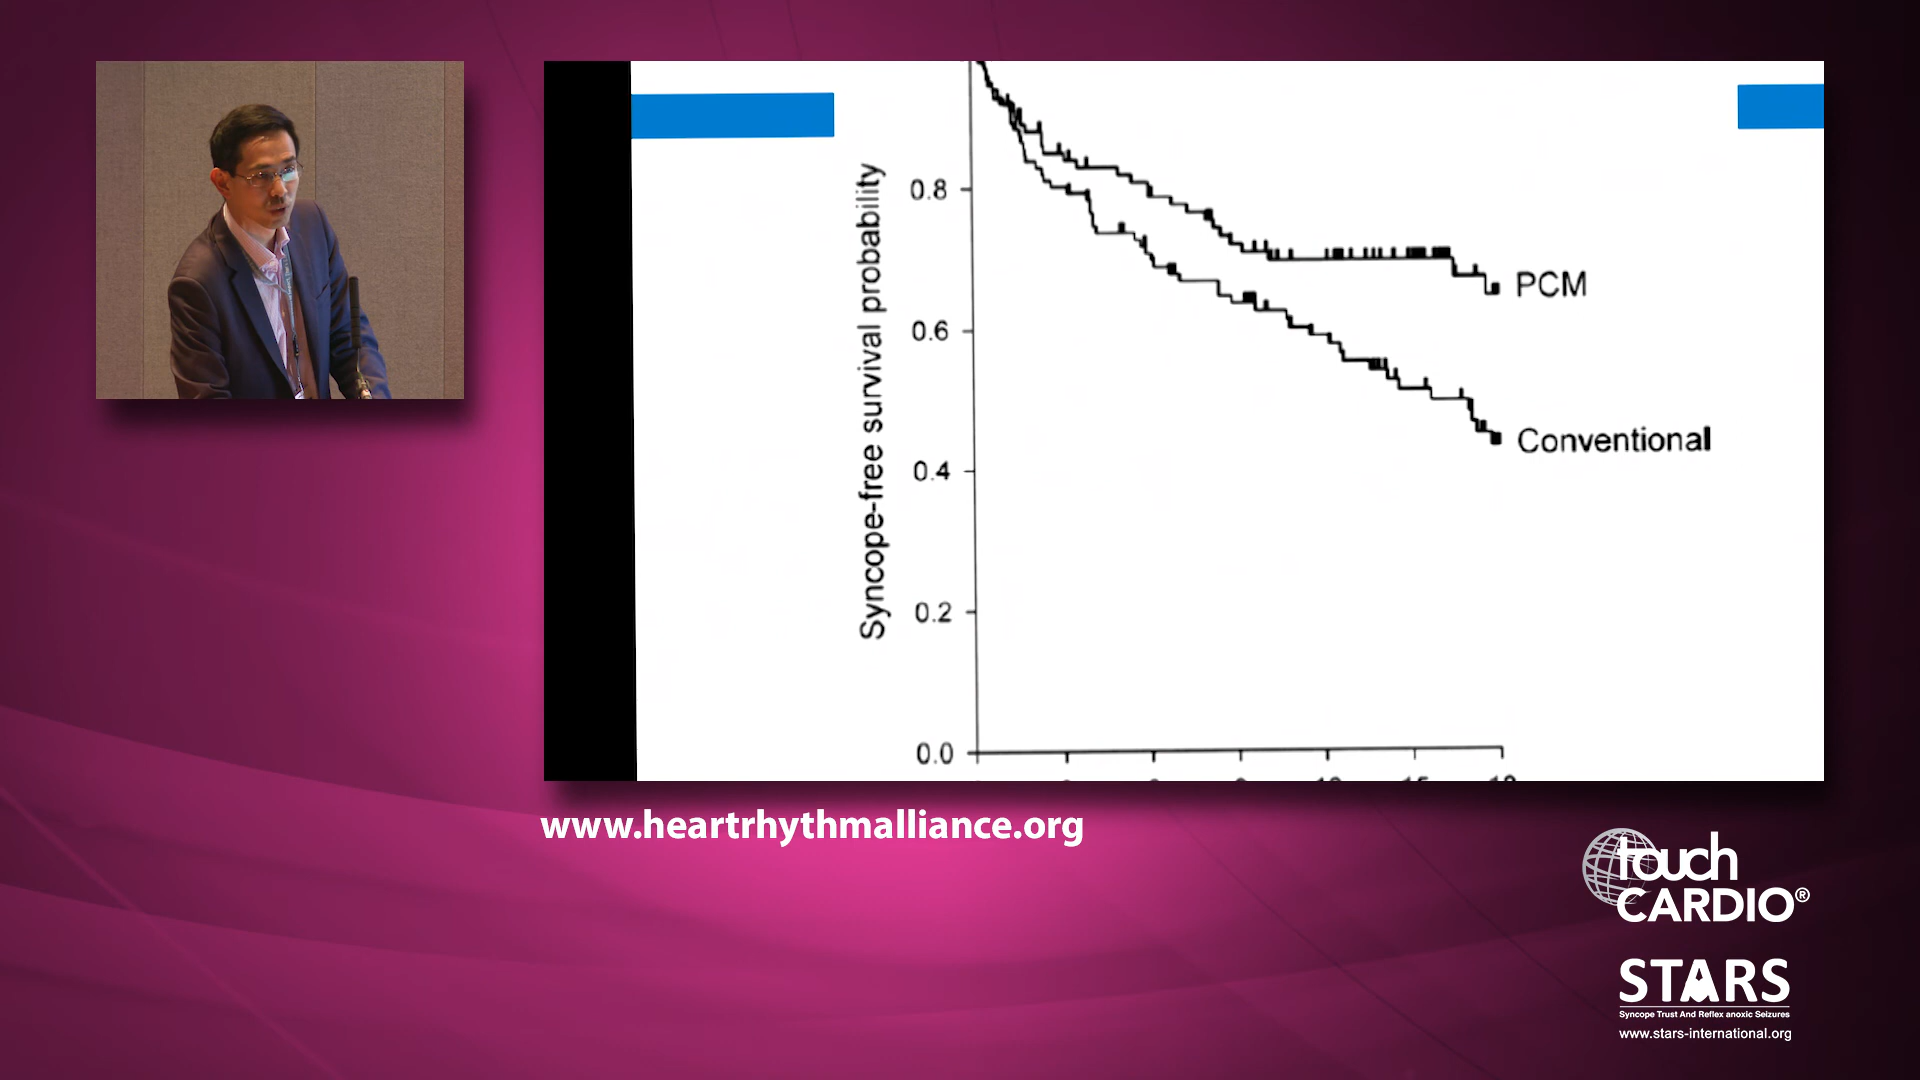 Syncope-free survival probability
0.8
0.6
0.4
0.2
0.0
PCM
Conventional
www.heartrhythmalliance.org
touch
CARDIO®
STARS
Syncope Trust And Reflex anoxic Seizures
www.stars-international.org